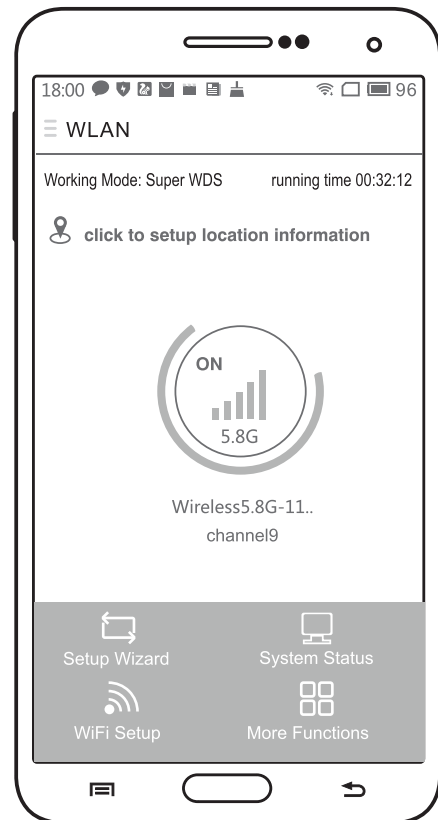 18:00 96
WLAN
Working Mode: Super WDS running time 00:32:12
click to setup location information
ON
5.8G
Wireless5.8G-11..
channel9
Setup Wizard System Status
WiFi Setup More Functions